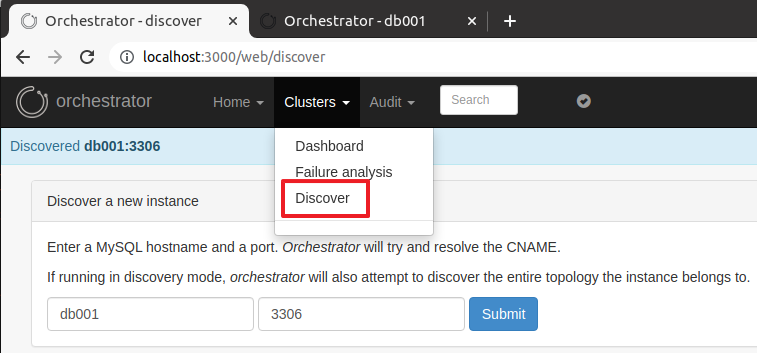 Orchestrator - discover
Orchestrator - db001
localhost:3000/web/discover
orchestrator Home Clusters Audit Search
Discovered db001:3306
Dashboard
Failure analysis
Discover
Discover a new instance
Enter a MySQL hostname and a port. Orchestrator will try and resolve the CNAME.
If running in discovery mode, orchestrator will also attempt to discover the entire topology the instance belongs to.
db001 3306 Submit